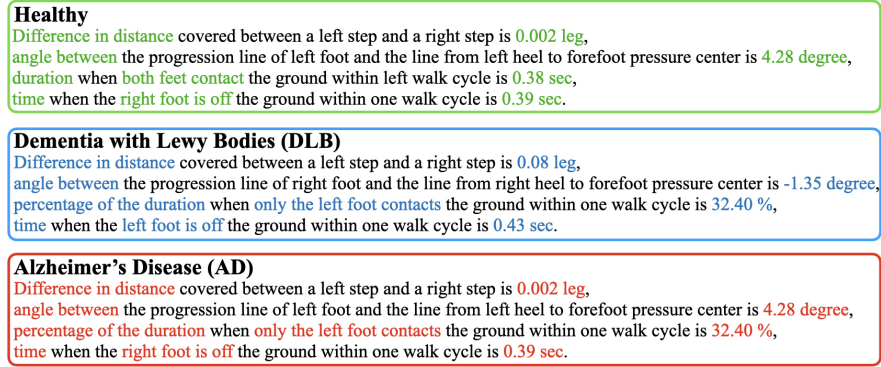 Healthy
Difference in distance covered between a left step and a right step is 0.002 leg,
angle between the progression line of left foot and the line from left heel to forefoot pressure center is 4.28 degree,
duration when both feet contact the ground within left walk cycle is 0.38 sec,
time when the right foot is off the ground within one walk cycle is 0.39 sec.
Dementia with Lewy Bodies (DLB)
Difference in distance covered between a left step and a right step is 0.08 leg,
angle between the progression line of right foot and the line from right heel to forefoot pressure center is -1.35 degree,
percentage of the duration when only the left foot contacts the ground within one walk cycle is 32.40 %,
time when the left foot is off the ground within one walk cycle is 0.43 sec.
Alzheimer's Disease (AD)
Difference in distance covered between a left step and a right step is 0.002 leg,
angle between the progression line of left foot and the line from left heel to forefoot pressure center is 4.28 degree,
percentage of the duration when only the left foot contacts the ground within one walk cycle is 32.40 %,
time when the right foot is off the ground within one walk cycle is 0.39 sec.